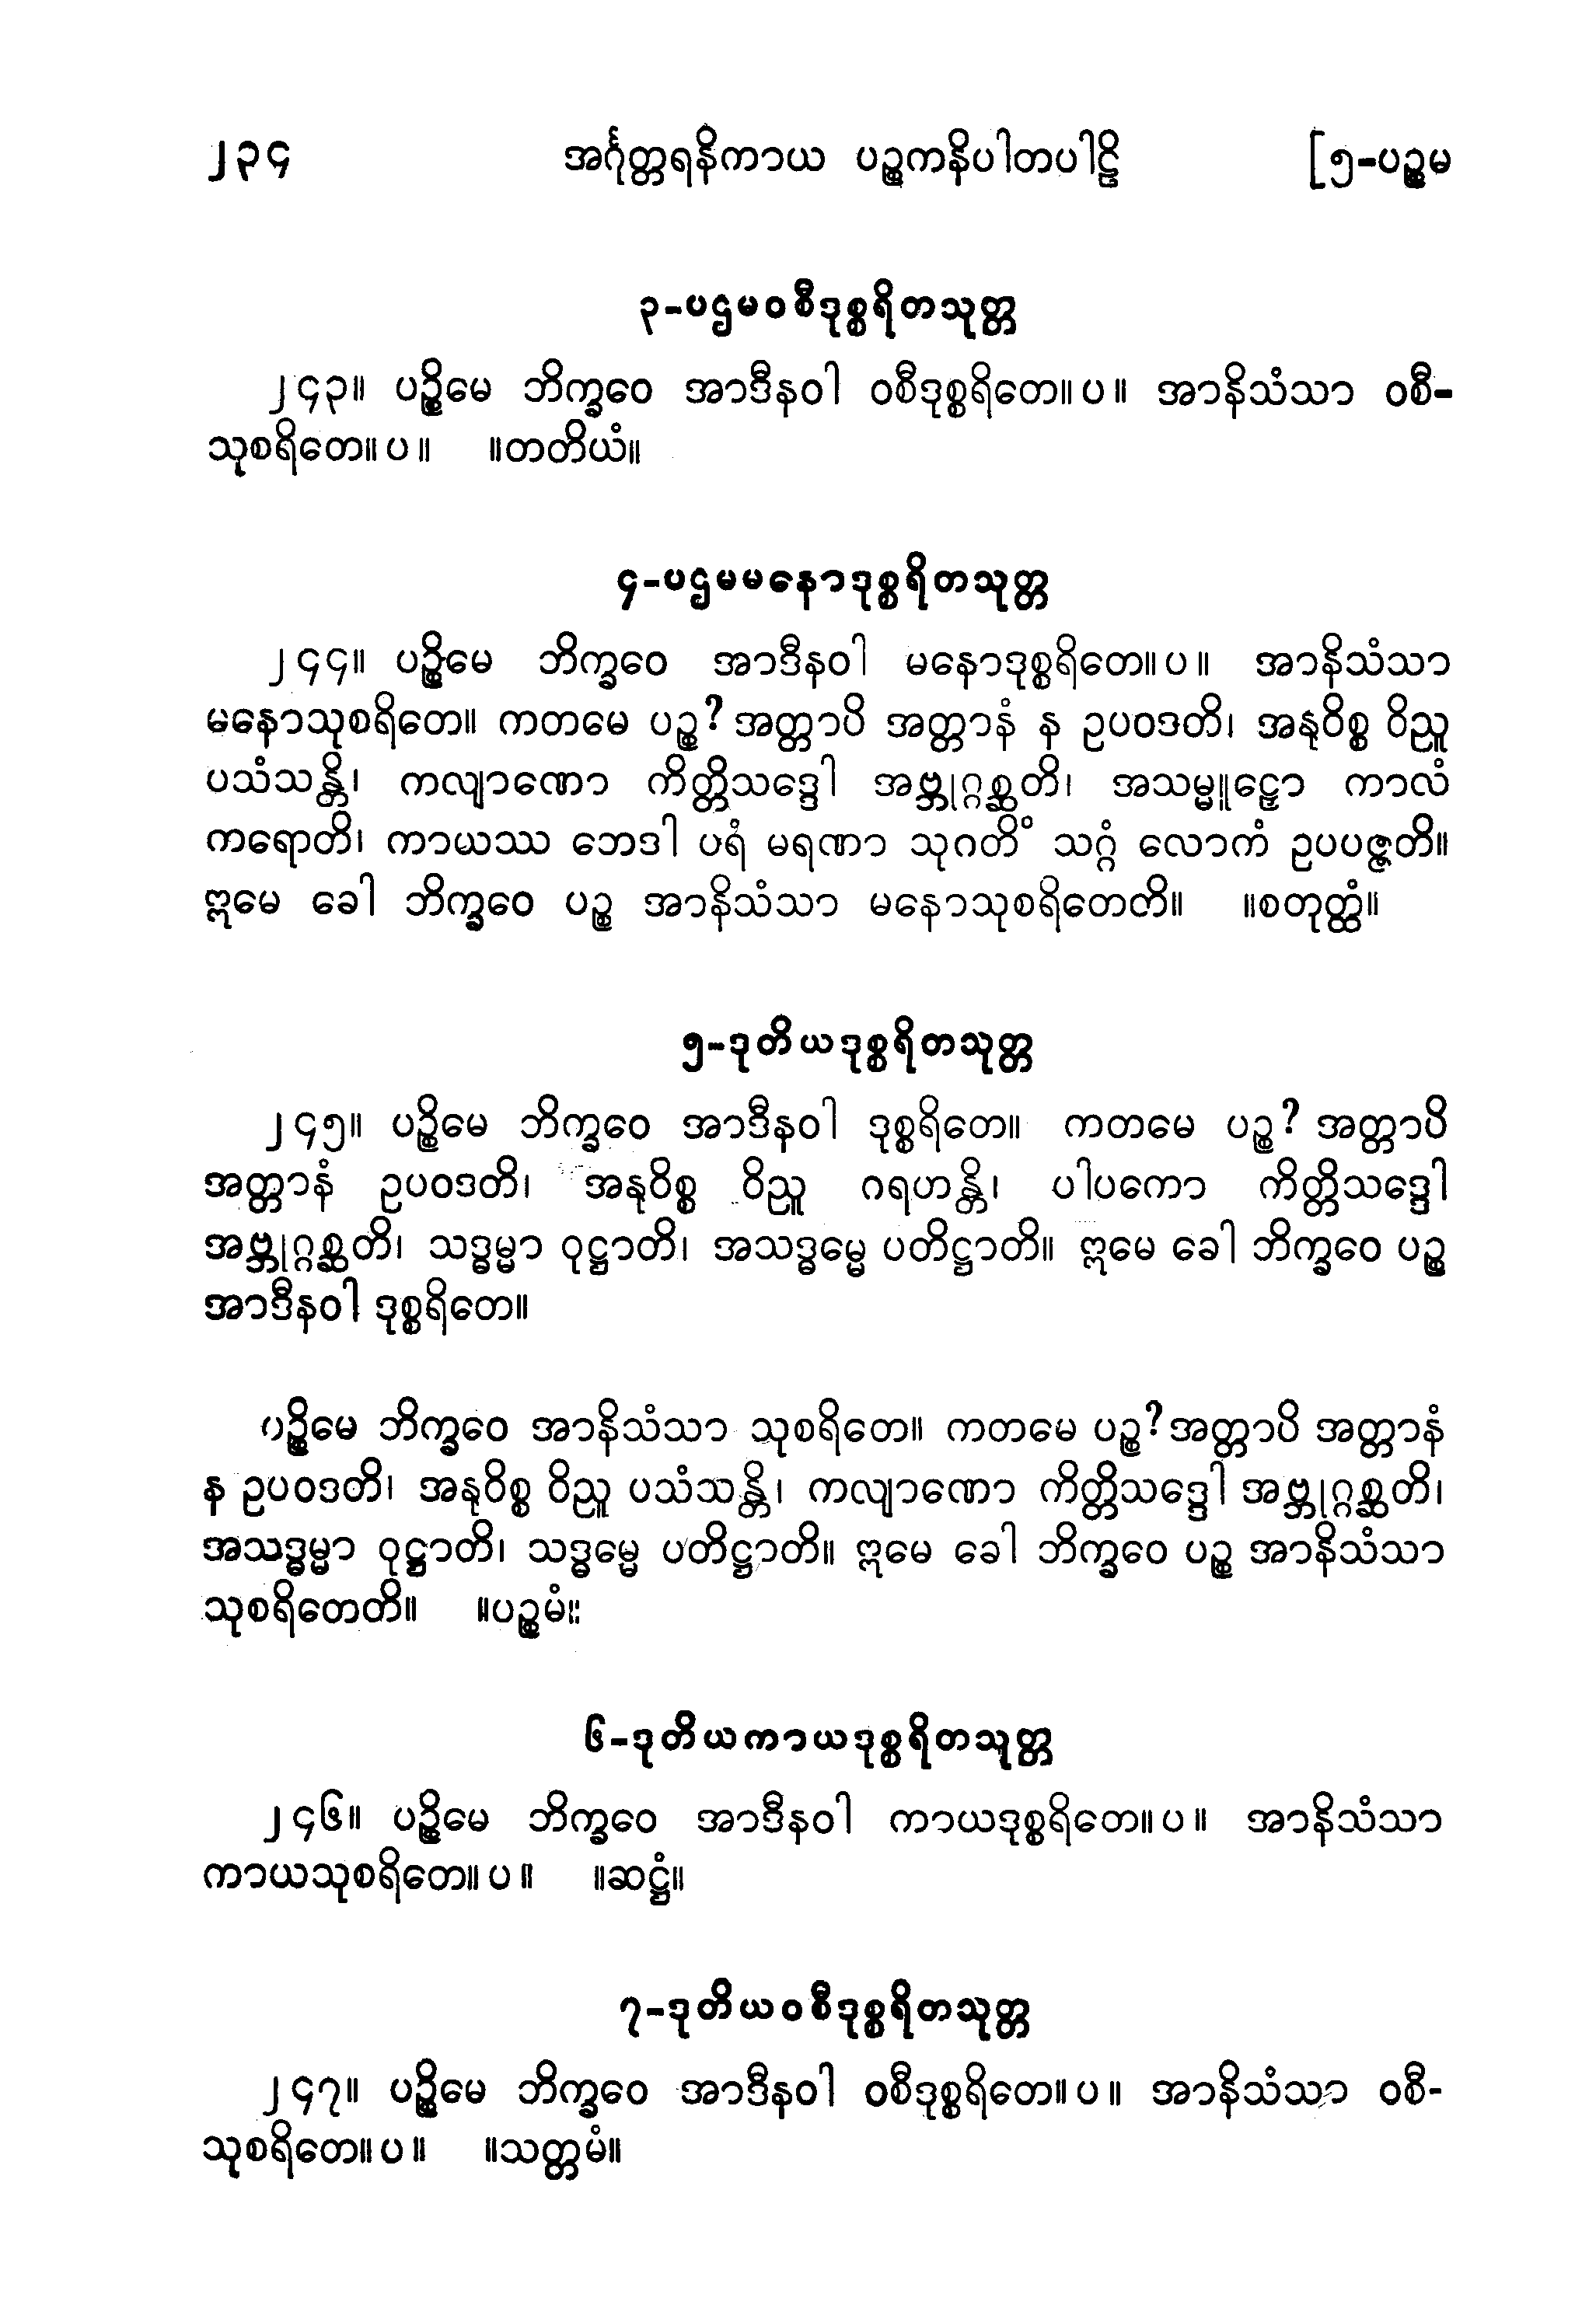 ၂၃၄ အင်္ဂုတ္တရနိကာယ ပဉ္စကနိပါတပါဠိ [၅-ပဉ္စမ
၃-ပဌမဝစီဒုစ္စရိတသုတ္တ
၂၄၃။ ပဉ္စိမေ ဘိက္ခဝေ အာဒီနဝါ ဝစီဒုစ္စရိတေ။ ပ ။ အာနိသံသာ ဝစီ-
သုစရိတေ။ ပ ။ ။တတိယံ။
၄-ပဌမမနောဒုစ္စရိတသုတ္တ
၂၄၄။ ပဉ္စိမေ ဘိက္ခဝေ အာဒီနဝါ မနောဒုစ္စရိတေ။ ပ ။ အာနိသံသာ
မနောသုစရိတေ။ ကတမေ ပဉ္စ? အတ္တာပိ အတ္တာနံ န ဥပဝဒတိ၊ အနုဝိစ္စ ဝိညူ
ပသံသန္တိ၊ ကလျာဏော ကိတ္တိသဒ္ဒေါ အဗ္ဘုဂ္ဂစ္ဆတိ၊ အသမ္မူဠှော ကာလံ
ကရောတိ၊ ကာယဿ ဘေဒါ ပရံ မရဏာ သုဂတိံ သဂ္ဂံ လောကံ ဥပပဇ္ဇတိ။
ဣမေ ခေါ ဘိက္ခဝေ ပဉ္စ အာနိသံသာ မနောသုစရိတေတိ။ ။စတုတ္ထံ။
၅-ဒုတိယဒုစ္စရိတသုတ္တ
၂၄၅။ ပဉ္စိမေ ဘိက္ခဝေ အာဒီနဝါ ဒုစ္စရိတေ။ ကတမေ ပဉ္စ? အတ္တာပိ
အတ္တာနံ ဥပဝဒတိ၊ အနုဝိစ္စ ဝိညူ ဂရဟန္တိ၊ ပါပကော ကိတ္တိသဒ္ဒေါ
အဗ္ဘုဂ္ဂစ္ဆတိ၊ သဒ္ဓမ္မာ ဝုဋ္ဌာတိ၊ အသဒ္ဓမ္မေ ပတိဋ္ဌာတိ။ ဣမေ ခေါ ဘိက္ခဝေ ပဉ္စ
အာဒီနဝါ ဒုစ္စရိတေ။
ပဉ္စိမေ ဘိက္ခဝေ အာနိသံသာ သုစရိတေ။ ကတမေ ပဉ္စ? အတ္တာပိ အတ္တာနံ
န ဥပဝဒတိ၊ အနုဝိစ္စ ဝိညူ ပသံသန္တိ၊ ကလျာဏော ကိတ္တိသဒ္ဒေါ အဗ္ဘုဂ္ဂစ္ဆတိ၊
အသဒ္ဓမ္မာ ဝုဋ္ဌာတိ၊ သဒ္ဓမ္မေ ပတိဋ္ဌာတိ။ ဣမေ ခေါ ဘိက္ခဝေ ပဉ္စ အာနိသံသာ
သုစရိတေတိ။ ။ပဉ္စမံ။
၆-ဒုတိယကာယဒုစ္စရိတသုတ္တ
၂၄၆။ ပဉ္စိမေ ဘိက္ခဝေ အာဒီနဝါ ကာယဒုစ္စရိတေ။ ပ ။ အာနိသံသာ
ကာယသုစရိတေ။ ပ ။ ။ဆဋ္ဌံ။
၇-ဒုတိယဝစီဒုစ္စရိတသုတ္တ
၂၄၇။ ပဉ္စိမေ ဘိက္ခဝေ အာဒီနဝါ ဝစီဒုစ္စရိတေ။ ပ ။ အာနိသံသာ ဝစီ-
သုစရိတေ။ ပ ။ ။သတ္တမံ။